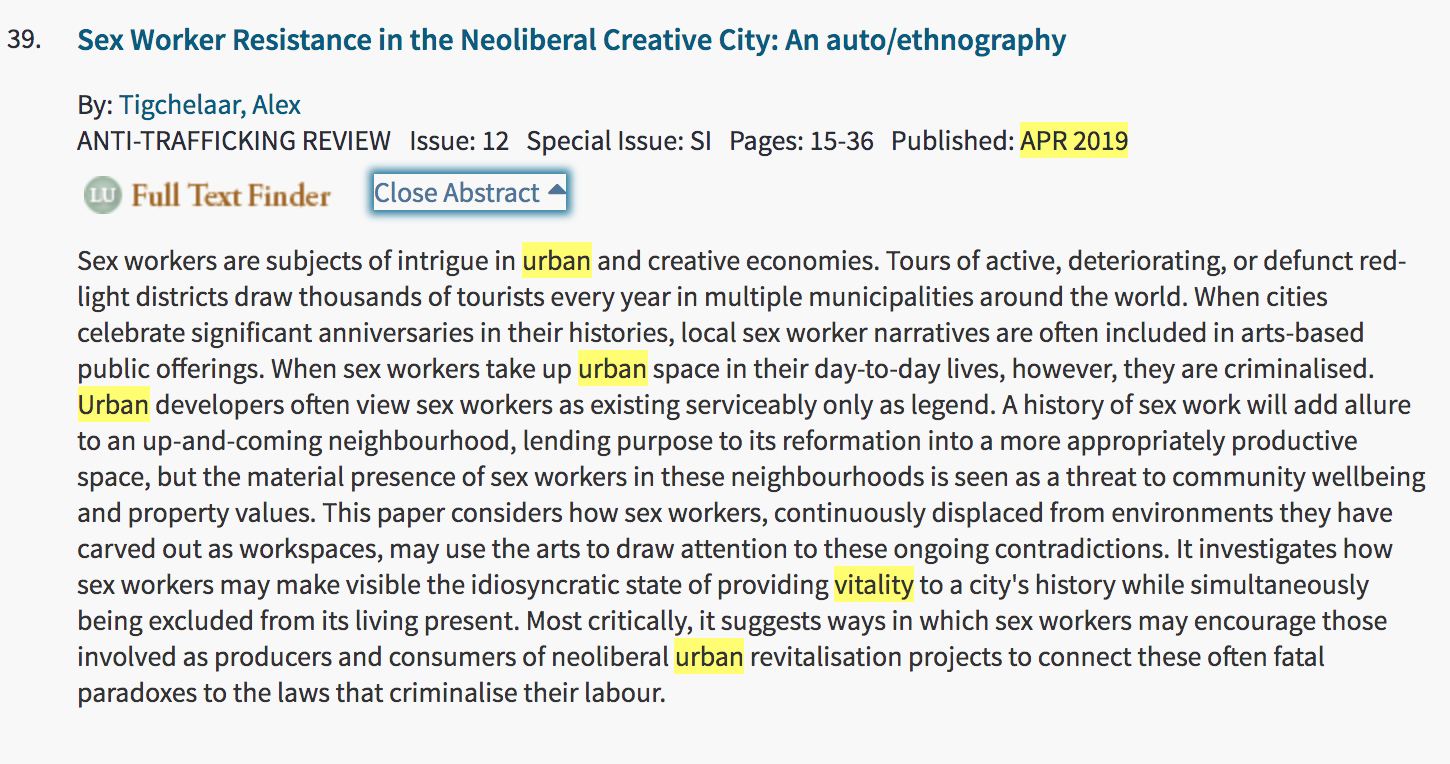 39. Sex Worker Resistance in the Neoliberal Creative City: An auto/ethnography
By: Tigchelaar, Alex
ANTI-TRAFFICKING REVIEW Issue: 12 Special Issue: SI Pages: 15-36 Published: APR 2019
LU Full Text Finder Close Abstract
Sex workers are subjects of intrigue in urban and creative economies. Tours of active, deteriorating, or defunct red-
light districts draw thousands of tourists every year in multiple municipalities around the world. When cities
celebrate significant anniversaries in their histories, local sex worker narratives are often included in arts-based
public offerings. When sex workers take up urban space in their day-to-day lives, however, they are criminalised.
Urban developers often view sex workers as existing serviceably only as legend. A history of sex work will add allure
to an up-and-coming neighbourhood, lending purpose to its reformation into a more appropriately productive
space, but the material presence of sex workers in these neighbourhoods is seen as a threat to community wellbeing
and property values. This paper considers how sex workers, continuously displaced from environments they have
carved out as workspaces, may use the arts to draw attention to these ongoing contradictions. It investigates how
sex workers may make visible the idiosyncratic state of providing vitality to a city's history while simultaneously
being excluded from its living present. Most critically, it suggests ways in which sex workers may encourage those
involved as producers and consumers of neoliberal urban revitalisation projects to connect these often fatal
paradoxes to the laws that criminalise their labour.